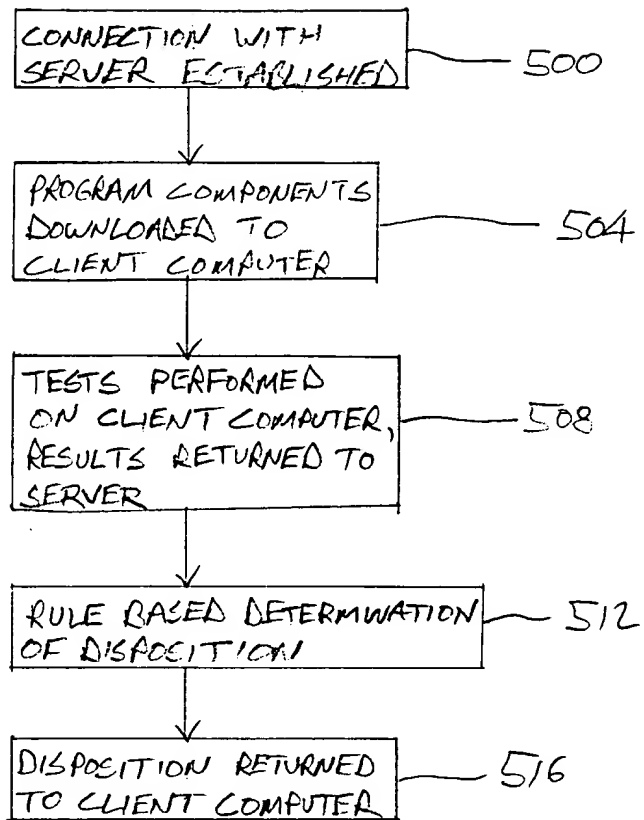 CONNECTION WITH
SERVER ESTABLISHED
500
PROGRAM COMPONENTS
DOWNLOADED TO
CLIENT COMPUTER
504
TESTS PERFORMED
ON CLIENT COMPUTER,
RESULTS RETURNED TO
SERVER
508
RULE BASED DETERMINATION
OF DISPOSITION
512
DISPOSITION RETURNED
TO CLIENT COMPUTER
516